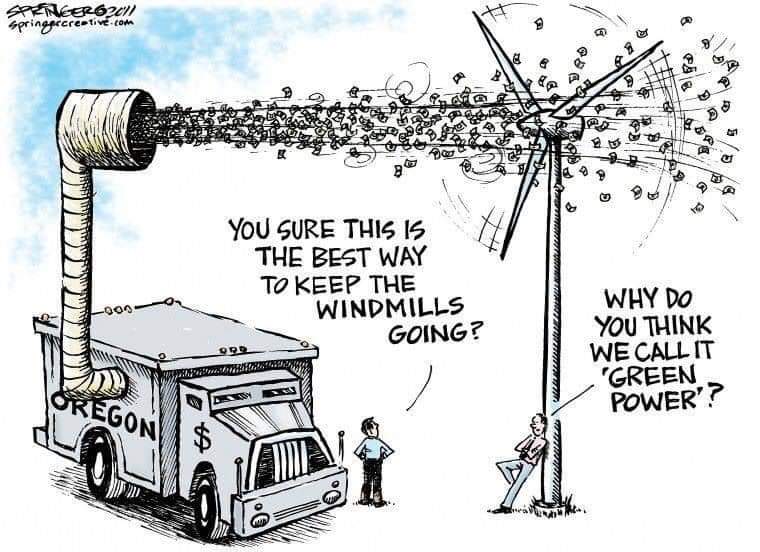 SPRINGER©2011
springercreative.com
YOU SURE THIS IS
THE BEST WAY
TO KEEP THE
WINDMILLS
GOING?
WHY DO
YOU THINK
WE CALL IT
'GREEN
POWER'?
OREGON
$